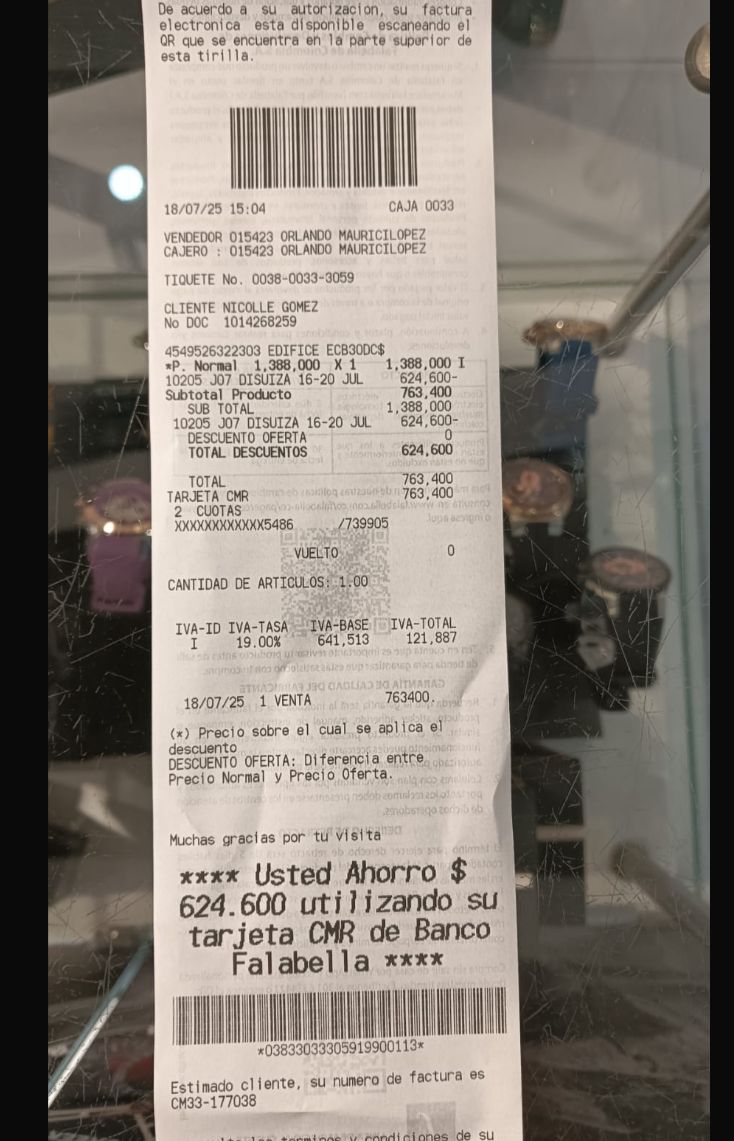 De acuerdo a su autorizacion, su factura
electronica esta disponible escaneando el
QR que se encuentra en la parte superior de
esta tirilla.
18/07/25 15:04 CAJA 0033
VENDEDOR 015423 ORLANDO MAURICILOPEZ
CAJERO : 015423 ORLANDO MAURICILOPEZ
TIQUETE No. 0038-0033-3059
CLIENTE NICOLLE GOMEZ
No DOC 1014268259
4549526322303 EDIFICE ECB30DC$
*P. Normal 1,388,000 X 1 1,388,000 I
10205 J07 DISUIZA 16-20 JUL 624,600-
Subtotal Producto 763,400
SUB TOTAL 1,388,000
10205 J07 DISUIZA 16-20 JUL 624,600-
DESCUENTO OFERTA 0
TOTAL DESCUENTOS 624,600
TOTAL 763,400
TARJETA CMR 763,400
2 CUOTAS
XXXXXXXXXXXX5486 /739905
VUELTO 0
CANTIDAD DE ARTICULOS: 1.00
IVA-ID IVA-TASA IVA-BASE IVA-TOTAL
I 19.00% 641,513 121,887
18/07/25 1 VENTA 763400
(*) Precio sobre el cual se aplica el
descuento
DESCUENTO OFERTA: Diferencia entre
Precio Normal y Precio Oferta.
Muchas gracias por tu visita
**** Usted Ahorro $
624.600 utilizando su
tarjeta CMR de Banco
Falabella ****
*03833033305919900113*
Estimado cliente, su numero de factura es
CM33-177038
los terminos y condiciones de su